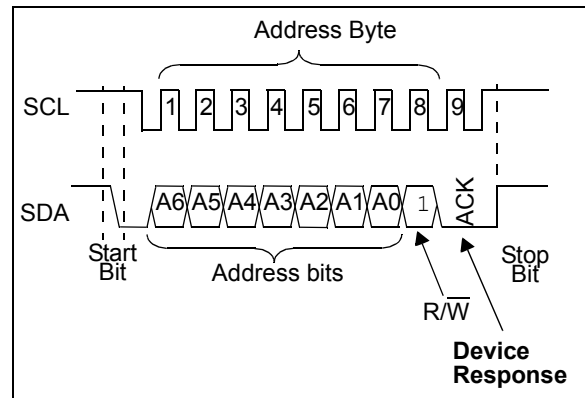 Address Byte
SCL 1 2 3 4 5 6 7 8 9
SDA A6 A5 A4 A3 A2 A1 A0 1 ACK
Start
Bit
Address bits
Stop
Bit
R/W̅
Device
Response